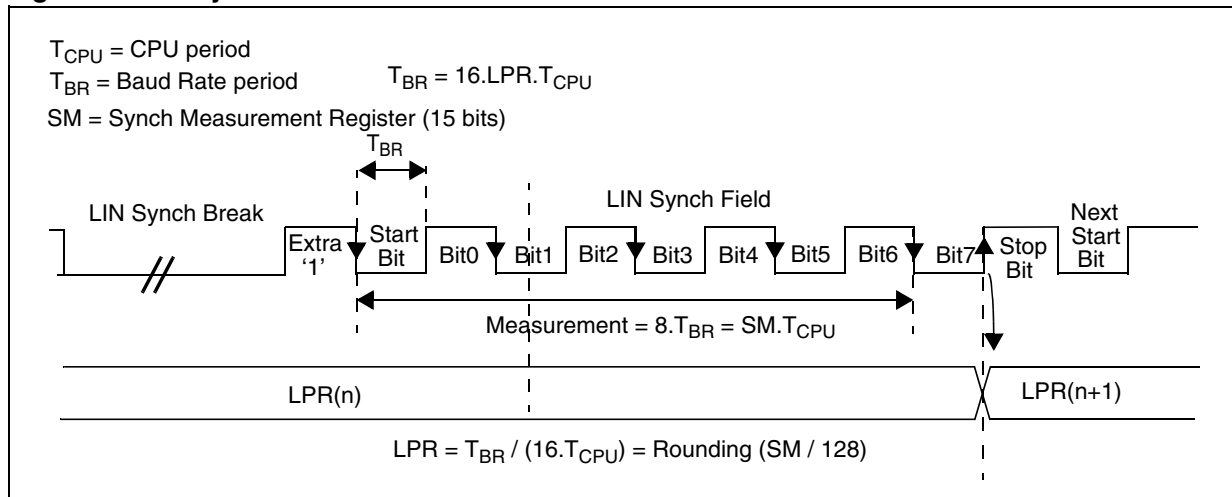 T_CPU = CPU period
T_BR = Baud Rate period T_BR = 16.LPR.T_CPU
SM = Synch Measurement Register (15 bits)
T_BR
LIN Synch Break
LIN Synch Field
Next
Start
Bit
Extra
'1'
Start
Bit
Bit0
Bit1
Bit2
Bit3
Bit4
Bit5
Bit6
Bit7
Stop
Bit
Measurement = 8.T_BR = SM.T_CPU
LPR(n)
LPR(n+1)
LPR = T_BR / (16.T_CPU) = Rounding (SM / 128)